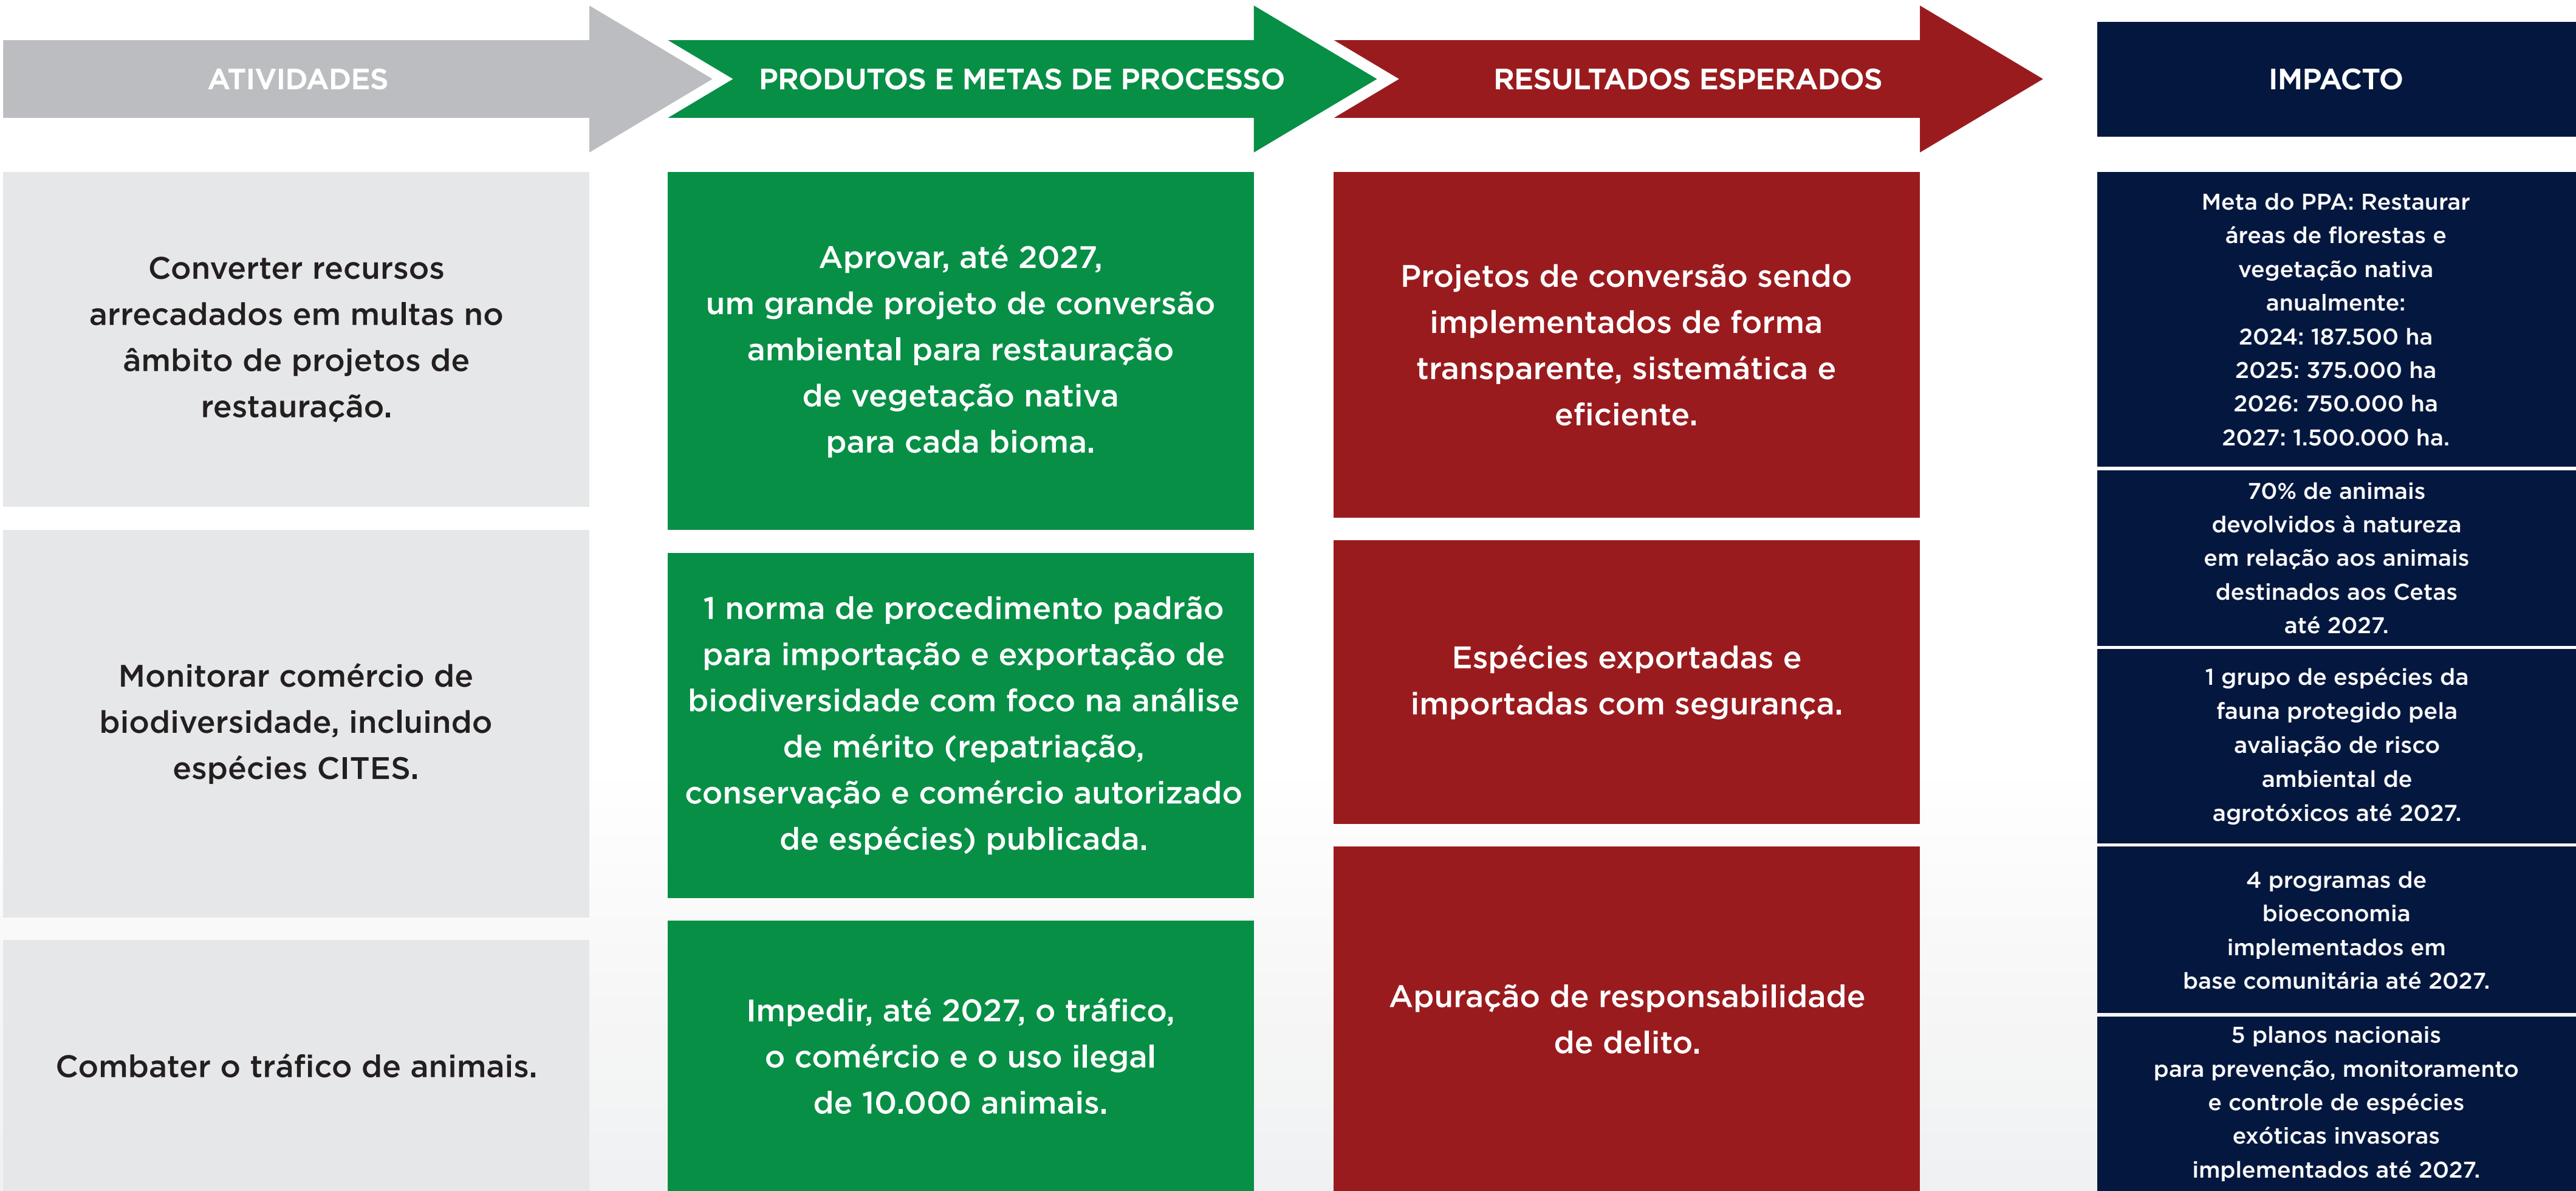 ATIVIDADES
PRODUTOS E METAS DE PROCESSO
RESULTADOS ESPERADOS
IMPACTO
Converter recursos
arrecadados em multas no
âmbito de projetos de
restauração.
Monitorar comércio de
biodiversidade, incluindo
espécies CITES.
Combater o tráfico de animais.
Aprovar, até 2027,
um grande projeto de conversão
ambiental para restauração
de vegetação nativa
para cada bioma.
1 norma de procedimento padrão
para importação e exportação de
biodiversidade com foco na análise
de mérito (repatriação,
conservação e comércio autorizado
de espécies) publicada.
Impedir, até 2027, o tráfico,
o comércio e o uso ilegal
de 10.000 animais.
Projetos de conversão sendo
implementados de forma
transparente, sistemática e
eficiente.
Espécies exportadas e
importadas com segurança.
Apuração de responsabilidade
de delito.
Meta do PPA: Restaurar
áreas de florestas e
vegetação nativa
anualmente:
2024: 187.500 ha
2025: 375.000 ha
2026: 750.000 ha
2027: 1.500.000 ha.
70% de animais
devolvidos à natureza
em relação aos animais
destinados aos Cetas
até 2027.
1 grupo de espécies da
fauna protegido pela
avaliação de risco
ambiental de
agrotóxicos até 2027.
4 programas de
bioeconomia
implementados em
base comunitária até 2027.
5 planos nacionais
para prevenção, monitoramento
e controle de espécies
exóticas invasoras
implementados até 2027.